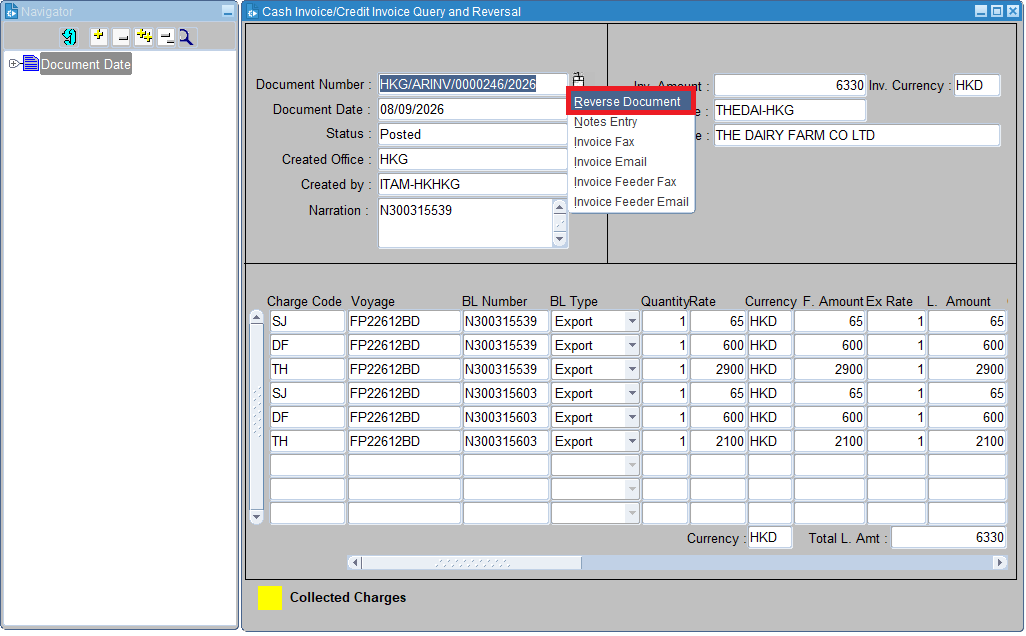 Navigator
Document Date
Cash Invoice/Credit Invoice Query and Reversal
Document Number : HKG/ARINV/0000246/2026
Document Date : 08/09/2026
Status : Posted
Created Office : HKG
Created by : ITAM-HKHKG
Narration : N300315539
Reverse Document
Notes Entry
Invoice Fax
Invoice Email
Invoice Feeder Fax
Invoice Feeder Email
Inv. Amount : 6330 Inv. Currency : HKD
e : THEDAI-HKG
e : THE DAIRY FARM CO LTD
Charge Code Voyage BL Number BL Type Quantity Rate Currency F. Amount Ex Rate L. Amount
SJ FP22612BD N300315539 Export 1 65 HKD 65 1 65
DF FP22612BD N300315539 Export 1 600 HKD 600 1 600
TH FP22612BD N300315539 Export 1 2900 HKD 2900 1 2900
SJ FP22612BD N300315603 Export 1 65 HKD 65 1 65
DF FP22612BD N300315603 Export 1 600 HKD 600 1 600
TH FP22612BD N300315603 Export 1 2100 HKD 2100 1 2100
Currency : HKD Total L. Amt : 6330
Collected Charges